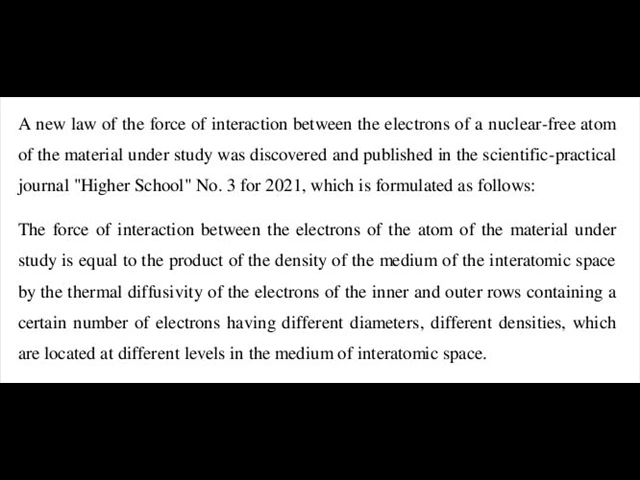 A new law of the force of interaction between the electrons of a nuclear-free atom
of the material under study was discovered and published in the scientific-practical
journal "Higher School" No. 3 for 2021, which is formulated as follows:
The force of interaction between the electrons of the atom of the material under
study is equal to the product of the density of the medium of the interatomic space
by the thermal diffusivity of the electrons of the inner and outer rows containing a
certain number of electrons having different diameters, different densities, which
are located at different levels in the medium of interatomic space.